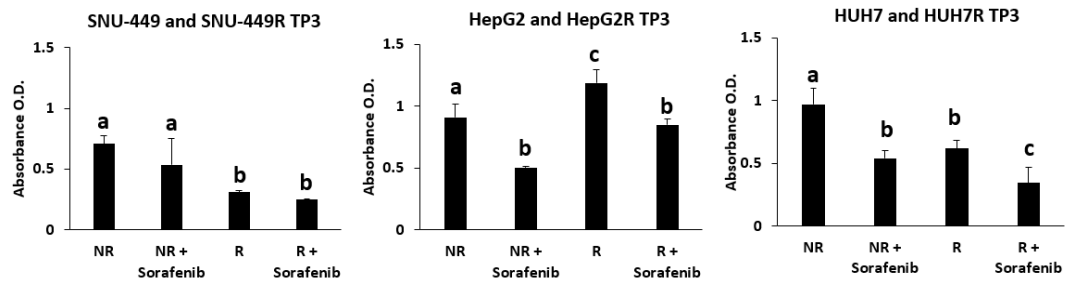 SNU-449 and SNU-449R TP3
1.5
1
0.5
0
Absorbance O.D.
a
a
b
b
NR
NR +
Sorafenib
R
R +
Sorafenib
HepG2 and HepG2R TP3
1.5
1
0.5
0
Absorbance O.D.
a
b
c
b
NR
NR +
Sorafenib
R
R +
Sorafenib
HUH7 and HUH7R TP3
1.5
1
0.5
0
Absorbance O.D.
a
b
b
c
NR
NR +
Sorafenib
R
R +
Sorafenib